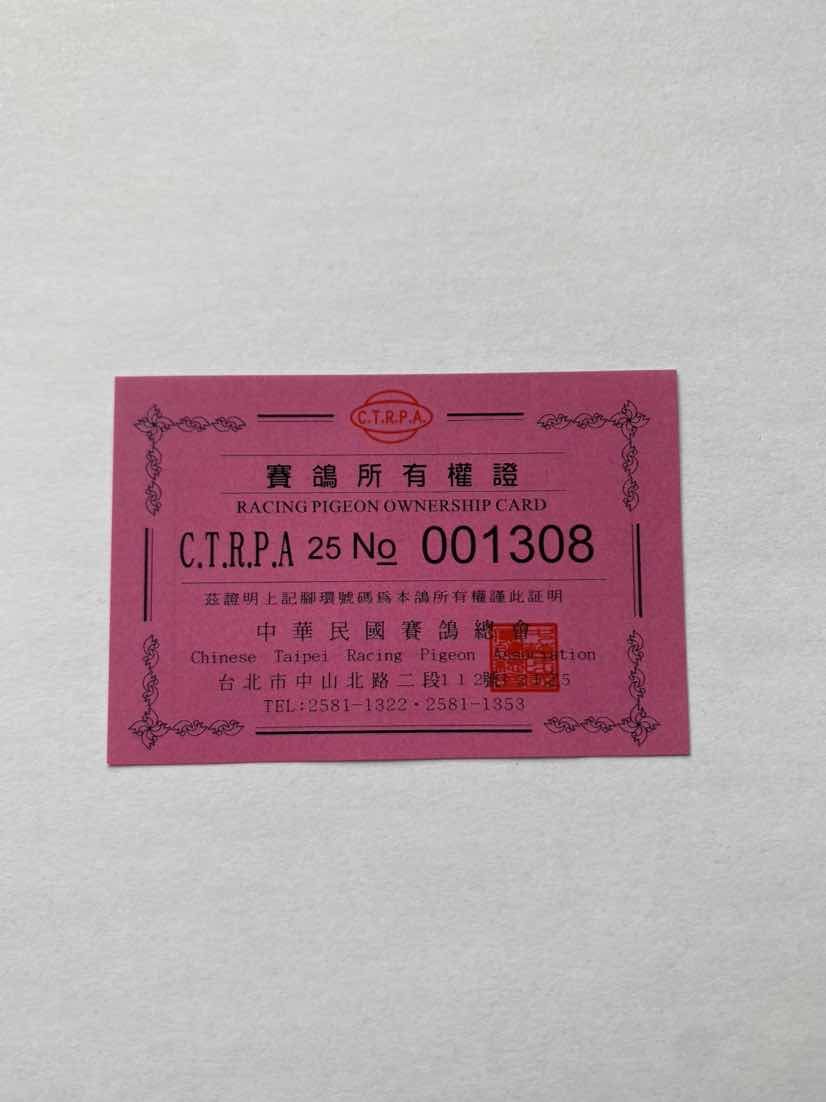 C.T.R.P.A.
賽鴿所有權證
RACING PIGEON OWNERSHIP CARD
C.T.R.P.A 25 No 001308
茲證明上記腳環號碼為本鴿所有權謹此証明
中華民國賽鴿總會
Chinese Taipei Racing Pigeon Association
台北市中山北路二段112號
TEL:2581-1322・2581-1353